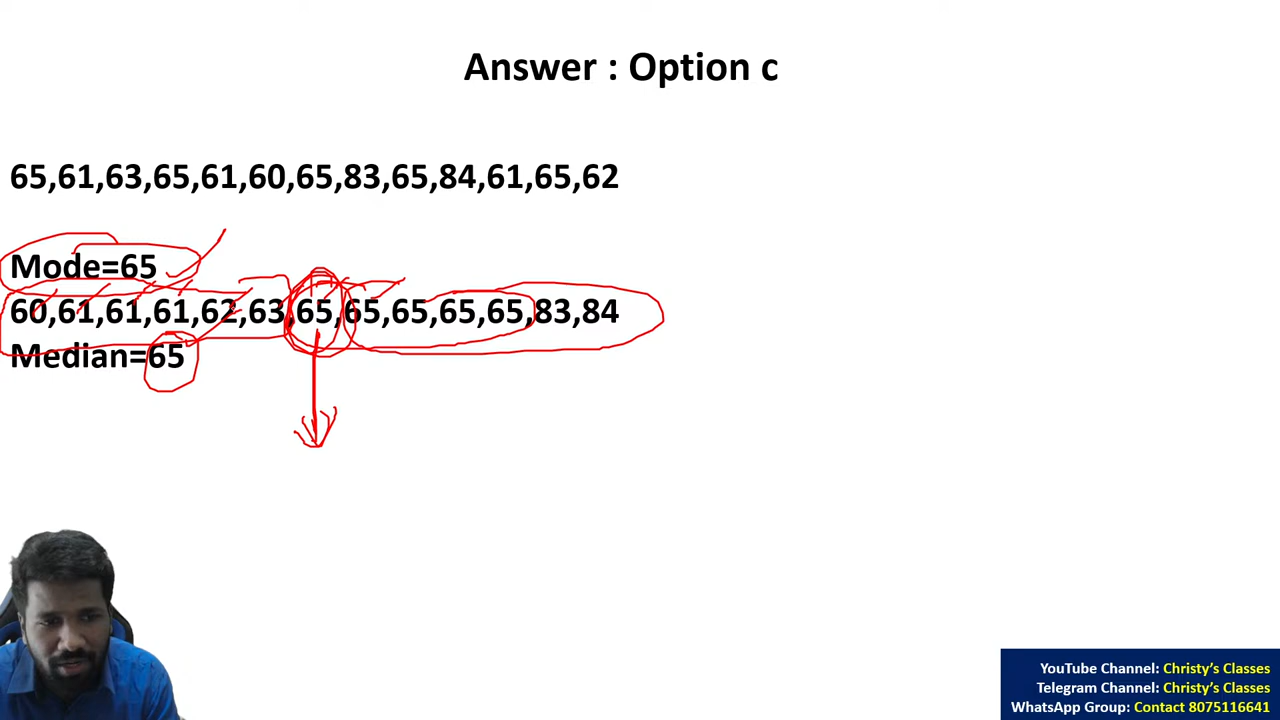 Answer : Option c
65,61,63,65,61,60,65,83,65,84,61,65,62
Mode=65
60,61,61,61,62,63,65,65,65,65,65,83,84
Median=65
YouTube Channel: Christy's Classes
Telegram Channel: Christy's Classes
WhatsApp Group: Contact 8075116641